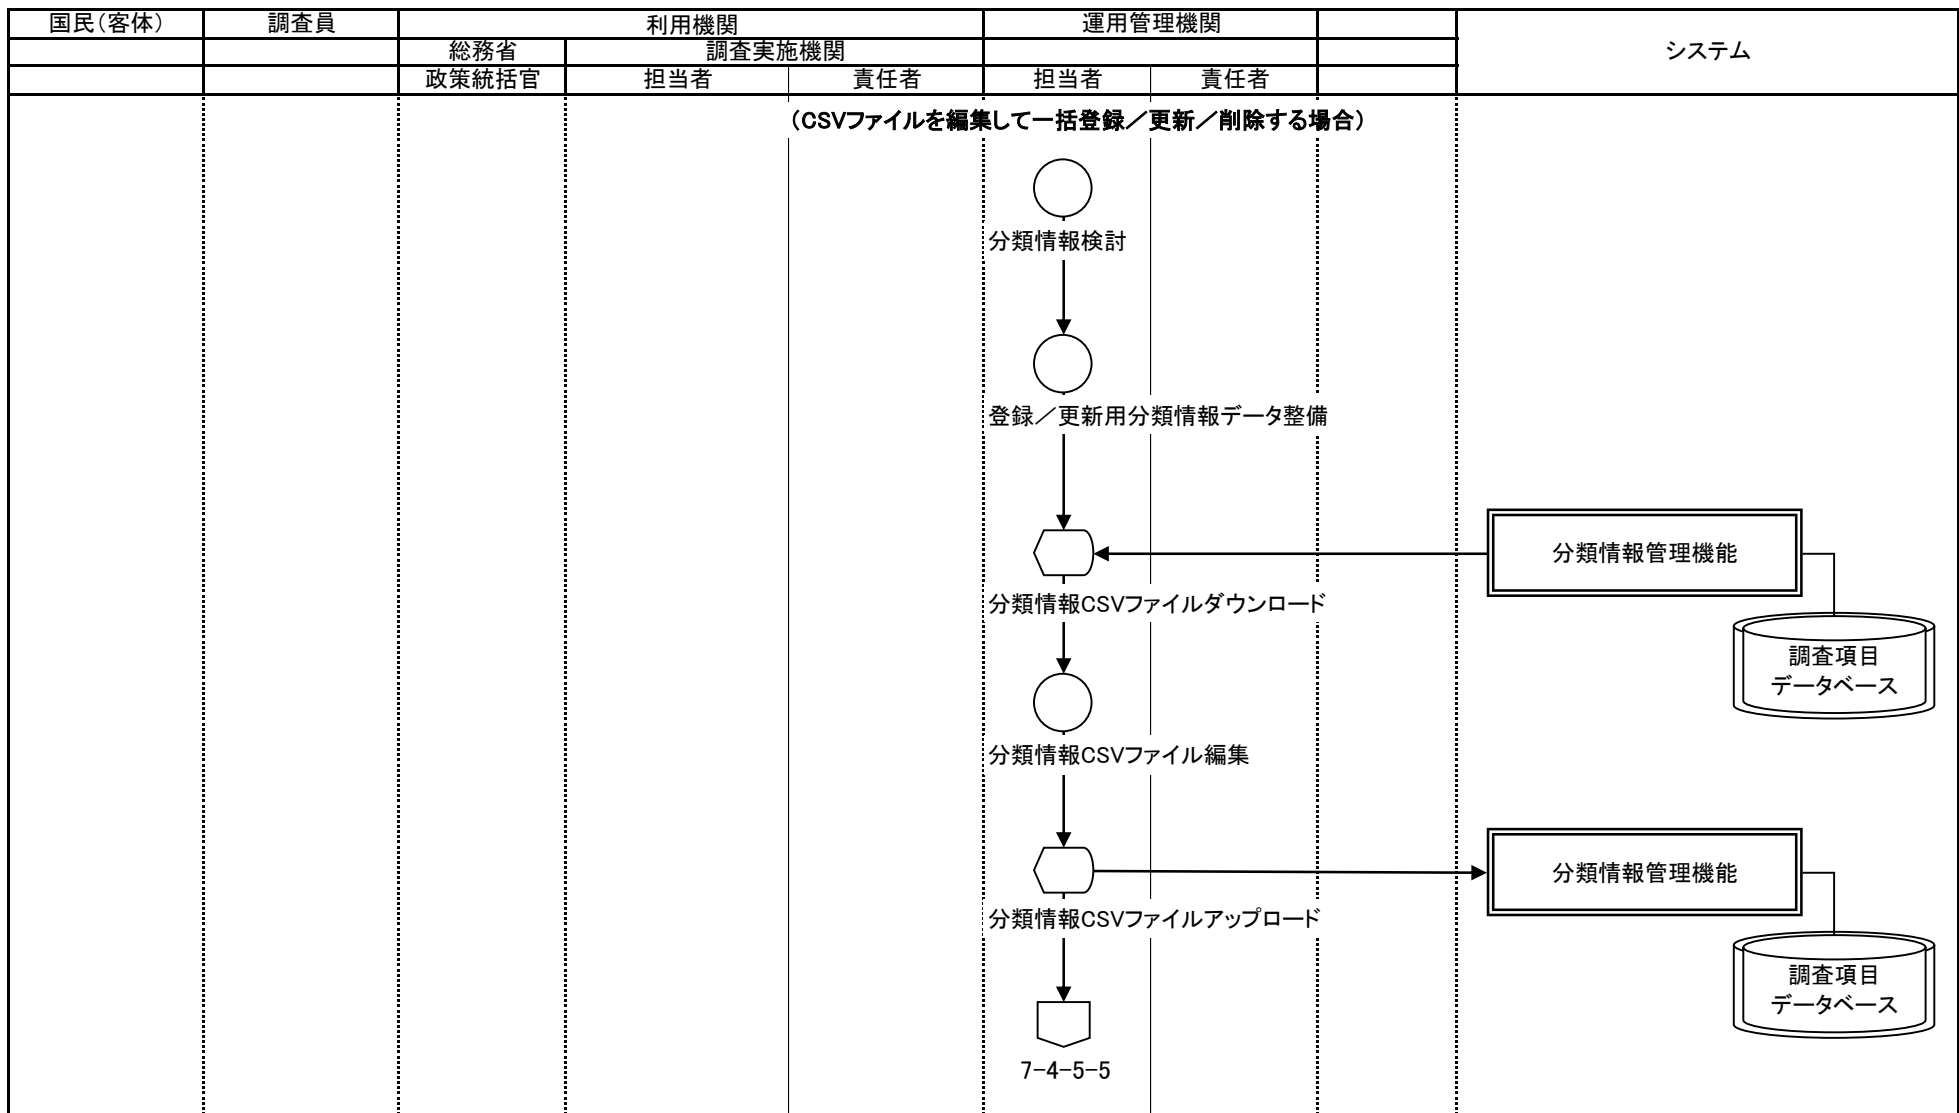 国民（客体）
調査員
利用機関
運用管理機関
システム
総務省
調査実施機関
政策統括官
担当者
責任者
担当者
責任者
（CSVファイルを編集して一括登録／更新／削除する場合）
分類情報検討
登録／更新用分類情報データ整備
分類情報管理機能
分類情報CSVファイルダウンロード
調査項目
データベース
分類情報CSVファイル編集
分類情報管理機能
分類情報CSVファイルアップロード
調査項目
データベース
7-4-5-5